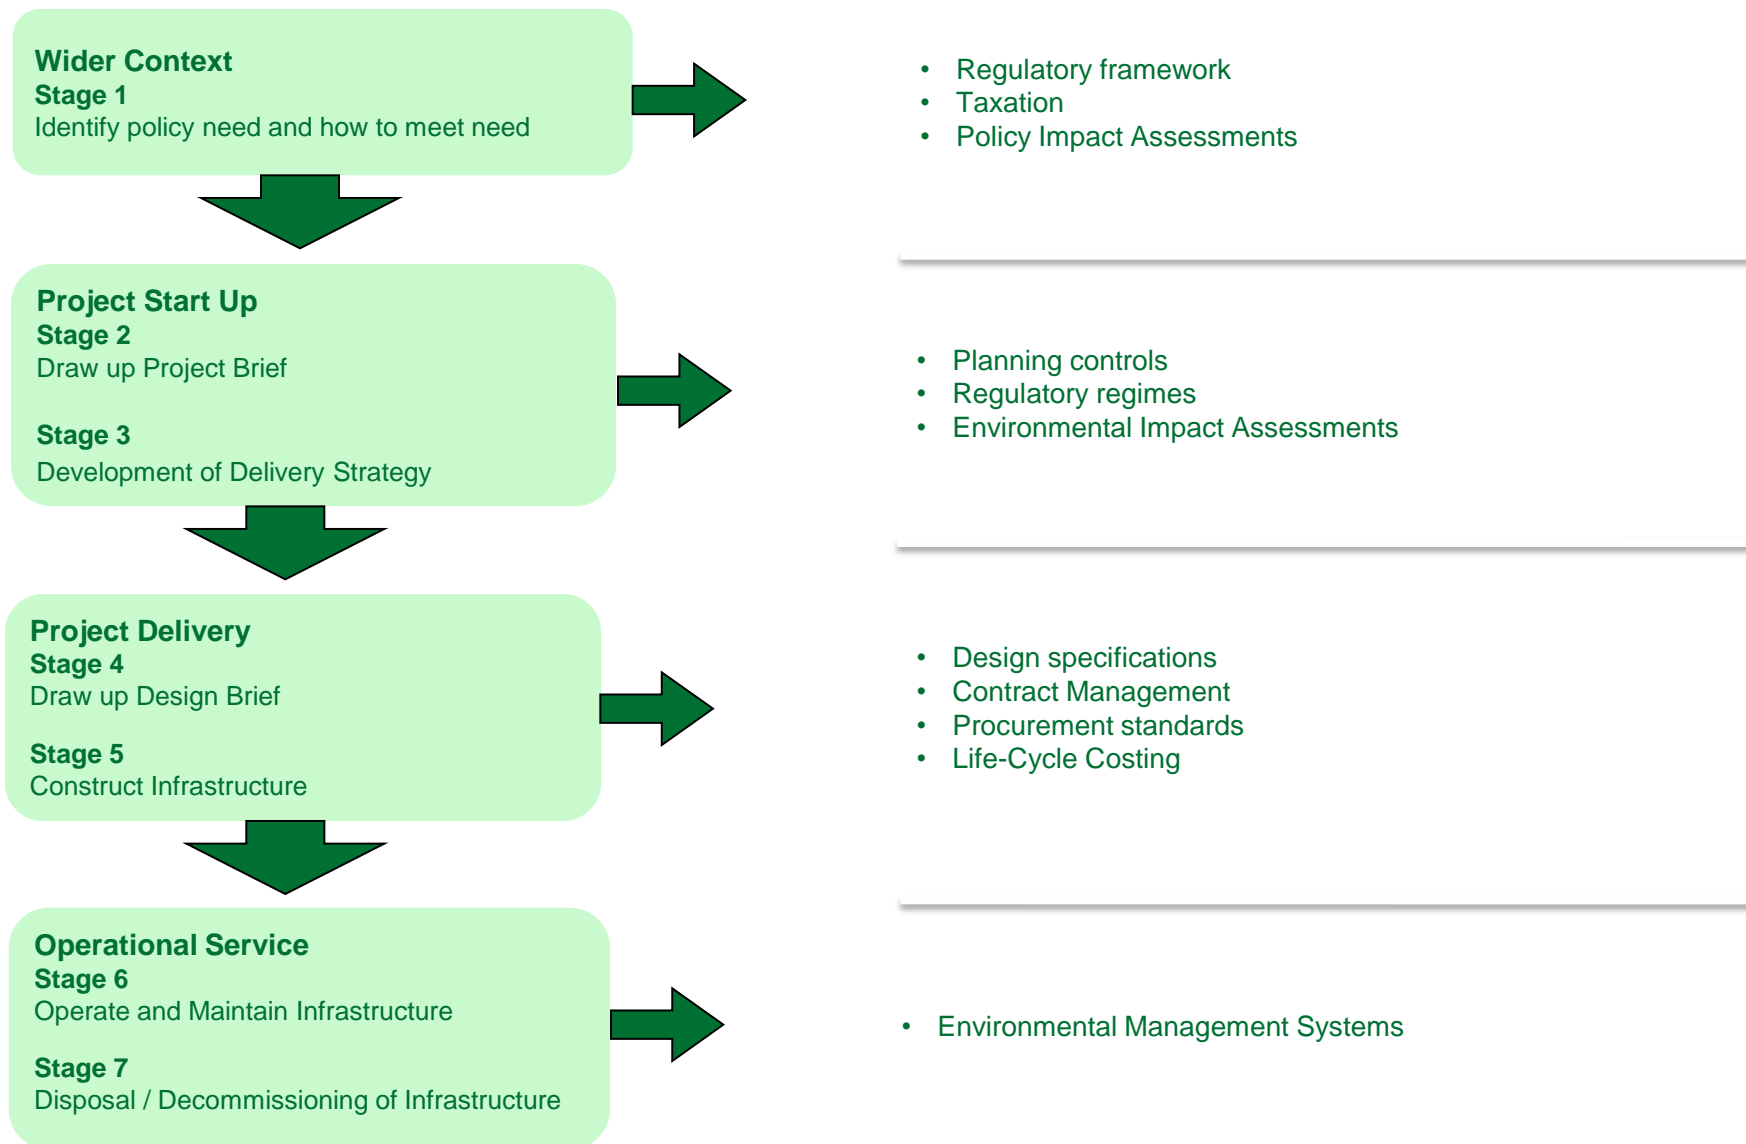 Wider Context
Stage 1
Identify policy need and how to meet need
• Regulatory framework
• Taxation
• Policy Impact Assessments
Project Start Up
Stage 2
Draw up Project Brief
Stage 3
Development of Delivery Strategy
• Planning controls
• Regulatory regimes
• Environmental Impact Assessments
Project Delivery
Stage 4
Draw up Design Brief
Stage 5
Construct Infrastructure
• Design specifications
• Contract Management
• Procurement standards
• Life-Cycle Costing
Operational Service
Stage 6
Operate and Maintain Infrastructure
Stage 7
Disposal / Decommissioning of Infrastructure
• Environmental Management Systems